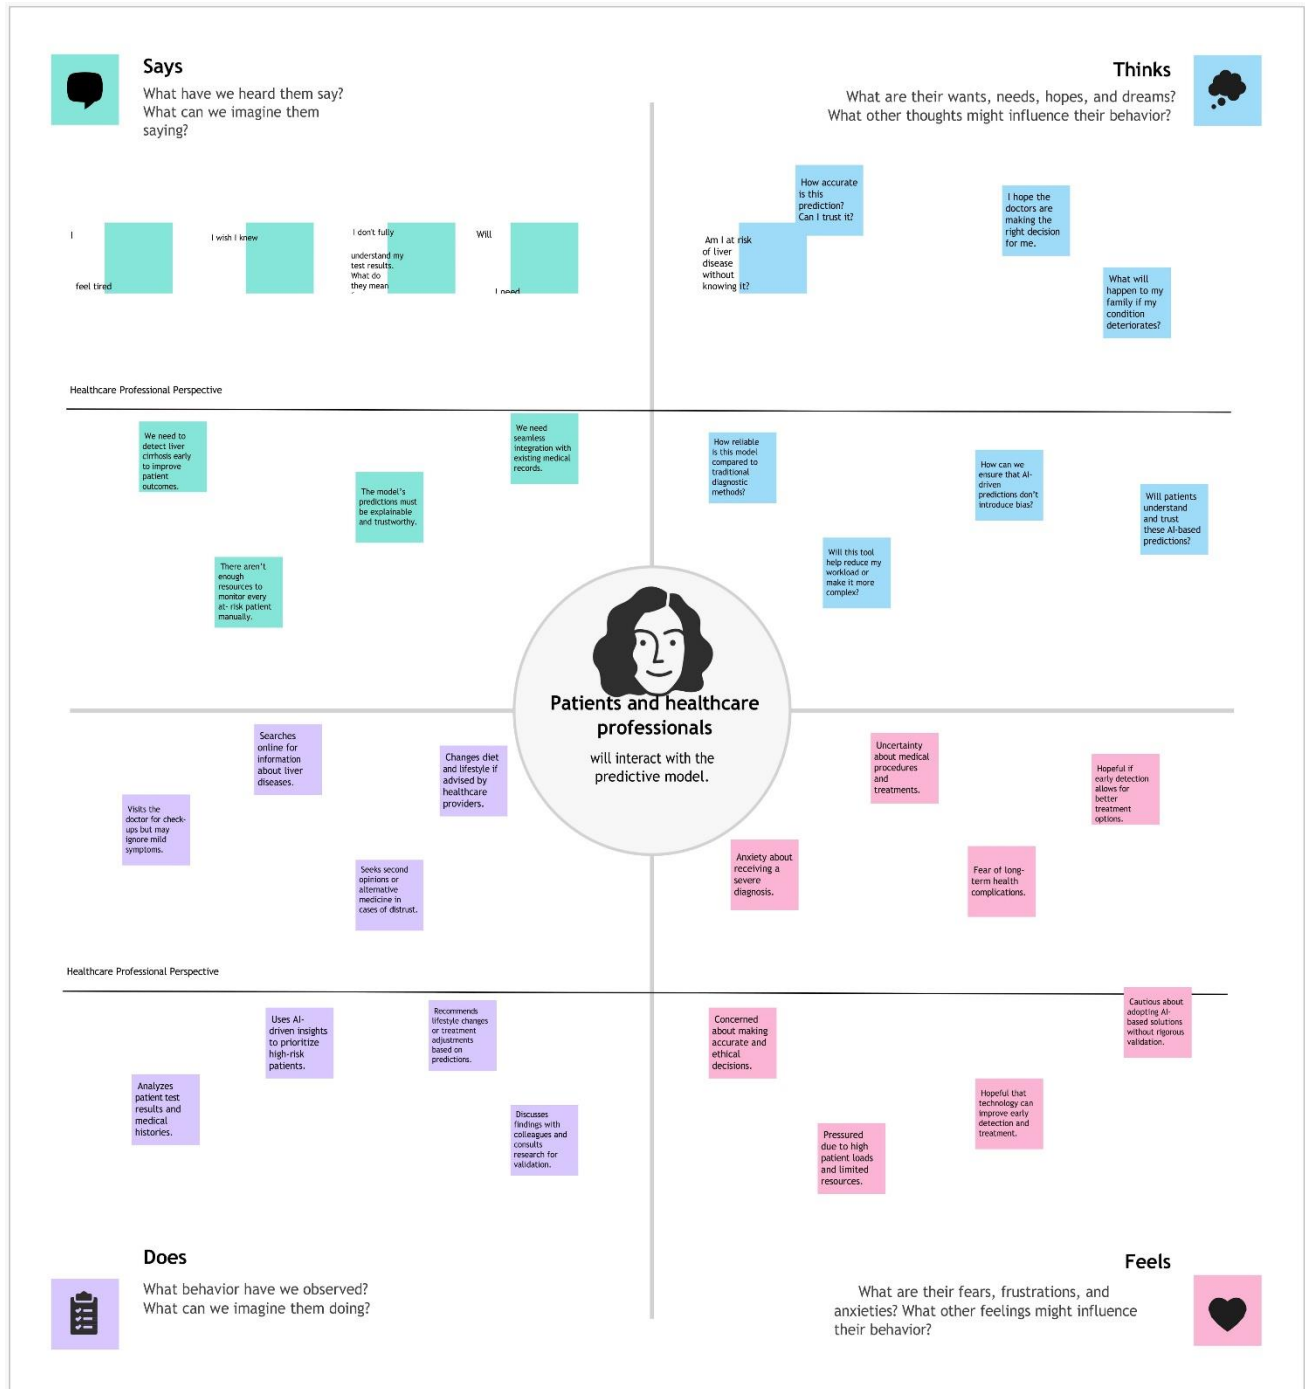 Says
What have we heard them say?
What can we imagine them
saying?
Thinks
What are their wants, needs, hopes, and dreams?
What other thoughts might influence their behavior?
I
feel tired
I wish I knew
I don't fully
understand my
test results.
What do
they mean
Will
I need
How accurate
is this
prediction?
Can I trust it?
Am I at risk
of liver
disease
without
knowing it?
I hope the
doctors are
making the
right decision
for me.
What will
happen to my
family if my
condition
deteriorates?
Healthcare Professional Perspective
We need to
detect liver
cirrhosis early
to improve
patient
outcomes.
We need
seamless
integration with
existing medical
records.
The model's
predictions must
be explainable
and trustworthy.
There aren't
enough
resources to
monitor every
at- risk patient
manually.
How reliable
is this model
compared to
traditional
diagnostic
methods?
How can we
ensure that AI-
driven
predictions don't
introduce bias?
Will patients
understand
and trust
these AI-based
predictions?
Will this tool
help reduce my
workload or
make it more
complex?
Patients and healthcare
professionals
will interact with the
predictive model.
Searches
online for
information
about liver
diseases.
Changes diet
and lifestyle if
advised by
healthcare
providers.
Visits the
doctor for check-
ups but may
ignore mild
symptoms.
Seeks second
opinions or
alternative
medicine in
cases of distrust.
Uncertainty
about medical
procedures
and
treatments.
Hopeful if
early detection
allows for
better
treatment
options.
Anxiety about
receiving a
severe
diagnosis.
Fear of long-
term health
complications.
Healthcare Professional Perspective
Uses AI-
driven insights
to prioritize
high-risk
patients.
Recommends
lifestyle changes
or treatment
adjustments
based on
predictions.
Analyzes
patient test
results and
medical
histories.
Discusses
findings with
colleagues and
consults
research for
validation.
Concerned
about making
accurate and
ethical
decisions.
Cautious about
adopting AI-
based solutions
without rigorous
validation.
Hopeful that
technology can
improve early
detection and
treatment.
Pressured
due to high
patient loads
and limited
resources.
Does
What behavior have we observed?
What can we imagine them doing?
Feels
What are their fears, frustrations, and
anxieties? What other feelings might influence
their behavior?